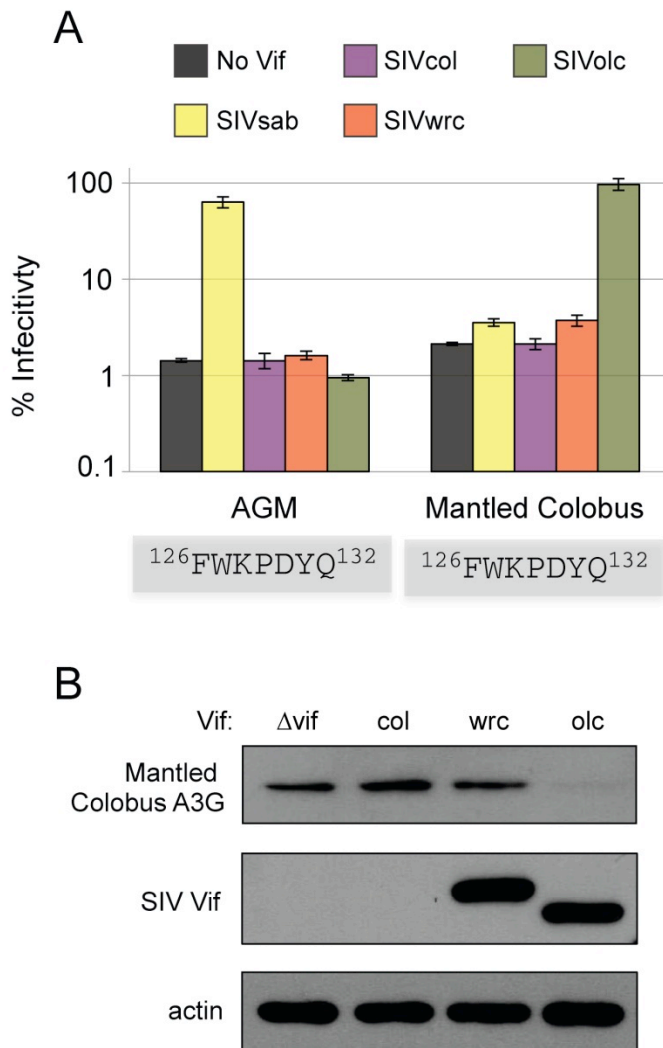 A
No Vif SIVcol SIVolc
SIVsab SIVwrc
% Infecitivty
100
10
1
0.1
AGM Mantled Colobus
126FWKPDYQ132 126FWKPDYQ132
B
Vif: Δvif col wrc olc
Mantled
Colobus A3G
SIV Vif
actin